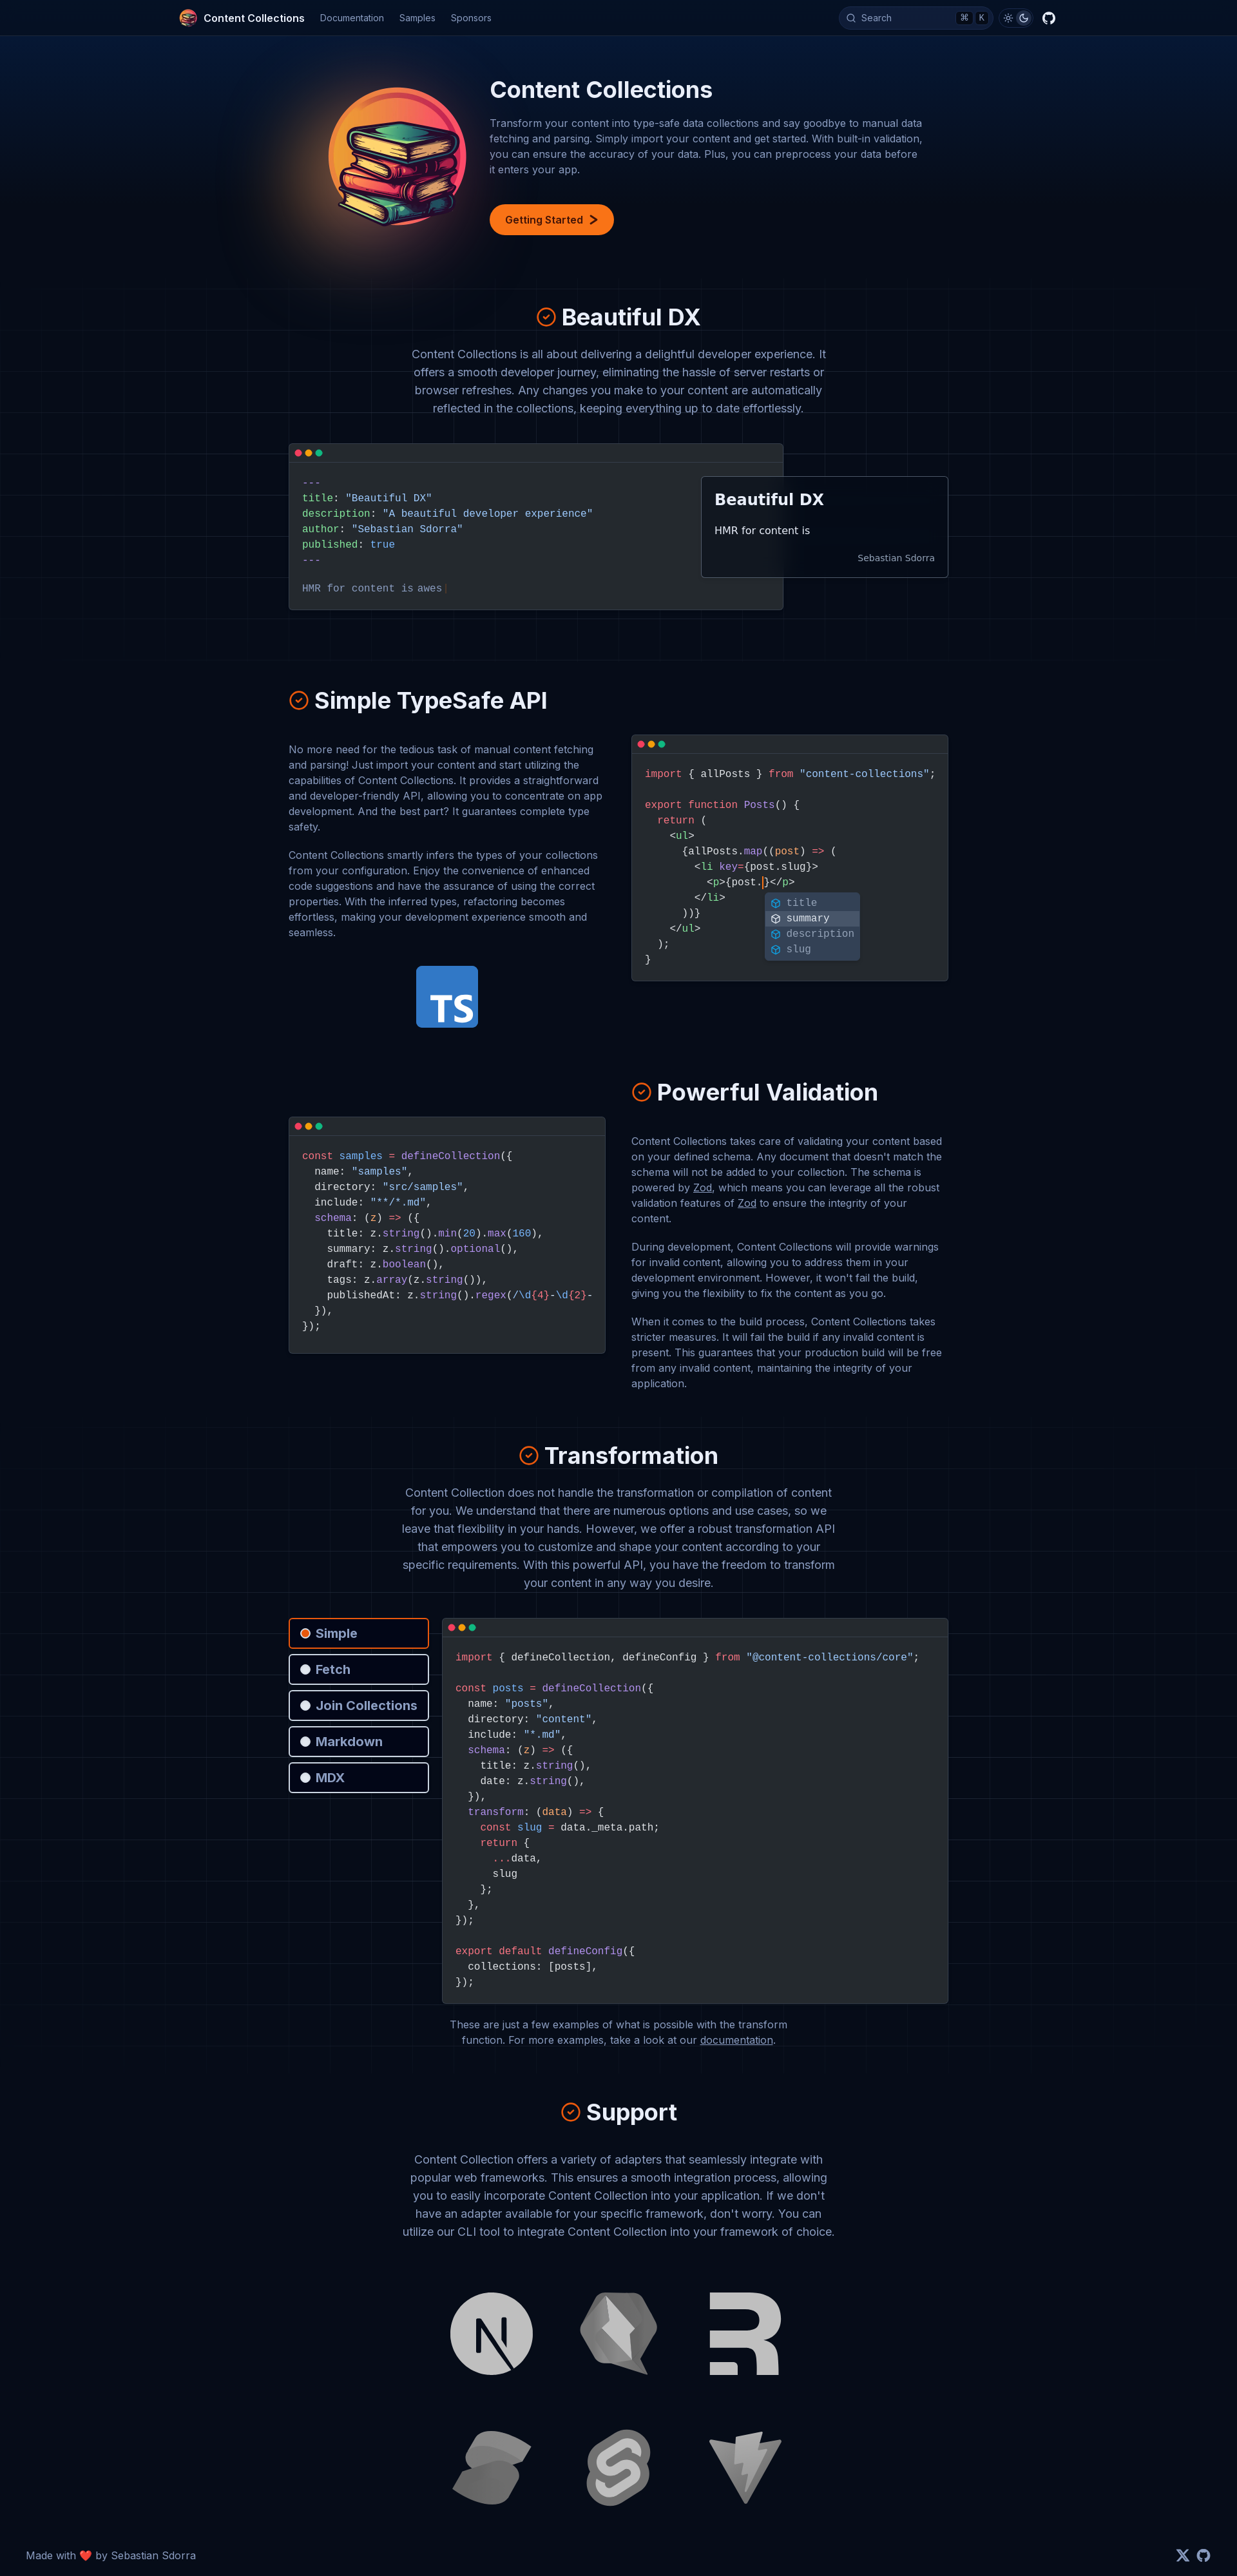 Content Collections
Documentation
Samples
Sponsors
Search
⌘
K
Content Collections
Transform your content into type-safe data collections and say goodbye to manual data
fetching and parsing. Simply import your content and get started. With built-in validation,
you can ensure the accuracy of your data. Plus, you can preprocess your data before
it enters your app.
Getting Started
Beautiful DX
Content Collections is all about delivering a delightful developer experience. It
offers a smooth developer journey, eliminating the hassle of server restarts or
browser refreshes. Any changes you make to your content are automatically
reflected in the collections, keeping everything up to date effortlessly.
---
title: "Beautiful DX"
description: "A beautiful developer experience"
author: "Sebastian Sdorra"
published: true
---
HMR for content is awes
Beautiful DX
HMR for content is
Sebastian Sdorra
Simple TypeSafe API
No more need for the tedious task of manual content fetching
and parsing! Just import your content and start utilizing the
capabilities of Content Collections. It provides a straightforward
and developer-friendly API, allowing you to concentrate on app
development. And the best part? It guarantees complete type
safety.
Content Collections smartly infers the types of your collections
from your configuration. Enjoy the convenience of enhanced
code suggestions and have the assurance of using the correct
properties. With the inferred types, refactoring becomes
effortless, making your development experience smooth and
seamless.
TS
import { allPosts } from "content-collections";
export function Posts() {
return (
<ul>
{allPosts.map((post) => (
<li key={post.slug}>
<p>{post.}</p>
</li>
))}
</ul>
);
}
title
summary
description
slug
Powerful Validation
const samples = defineCollection({
name: "samples",
directory: "src/samples",
include: "**/*.md",
schema: (z) => ({
title: z.string().min(20).max(160),
summary: z.string().optional(),
draft: z.boolean(),
tags: z.array(z.string()),
publishedAt: z.string().regex(/\d{4}-\d{2}-
}),
});
Content Collections takes care of validating your content based
on your defined schema. Any document that doesn't match the
schema will not be added to your collection. The schema is
powered by Zod, which means you can leverage all the robust
validation features of Zod to ensure the integrity of your
content.
During development, Content Collections will provide warnings
for invalid content, allowing you to address them in your
development environment. However, it won't fail the build,
giving you the flexibility to fix the content as you go.
When it comes to the build process, Content Collections takes
stricter measures. It will fail the build if any invalid content is
present. This guarantees that your production build will be free
from any invalid content, maintaining the integrity of your
application.
Transformation
Content Collection does not handle the transformation or compilation of content
for you. We understand that there are numerous options and use cases, so we
leave that flexibility in your hands. However, we offer a robust transformation API
that empowers you to customize and shape your content according to your
specific requirements. With this powerful API, you have the freedom to transform
your content in any way you desire.
Simple
Fetch
Join Collections
Markdown
MDX
import { defineCollection, defineConfig } from "@content-collections/core";
const posts = defineCollection({
name: "posts",
directory: "content",
include: "*.md",
schema: (z) => ({
title: z.string(),
date: z.string(),
}),
transform: (data) => {
const slug = data._meta.path;
return {
...data,
slug
};
},
});
export default defineConfig({
collections: [posts],
});
These are just a few examples of what is possible with the transform
function. For more examples, take a look at our documentation.
Support
Content Collection offers a variety of adapters that seamlessly integrate with
popular web frameworks. This ensures a smooth integration process, allowing
you to easily incorporate Content Collection into your application. If we don't
have an adapter available for your specific framework, don't worry. You can
utilize our CLI tool to integrate Content Collection into your framework of choice.
Made with ❤️ by Sebastian Sdorra